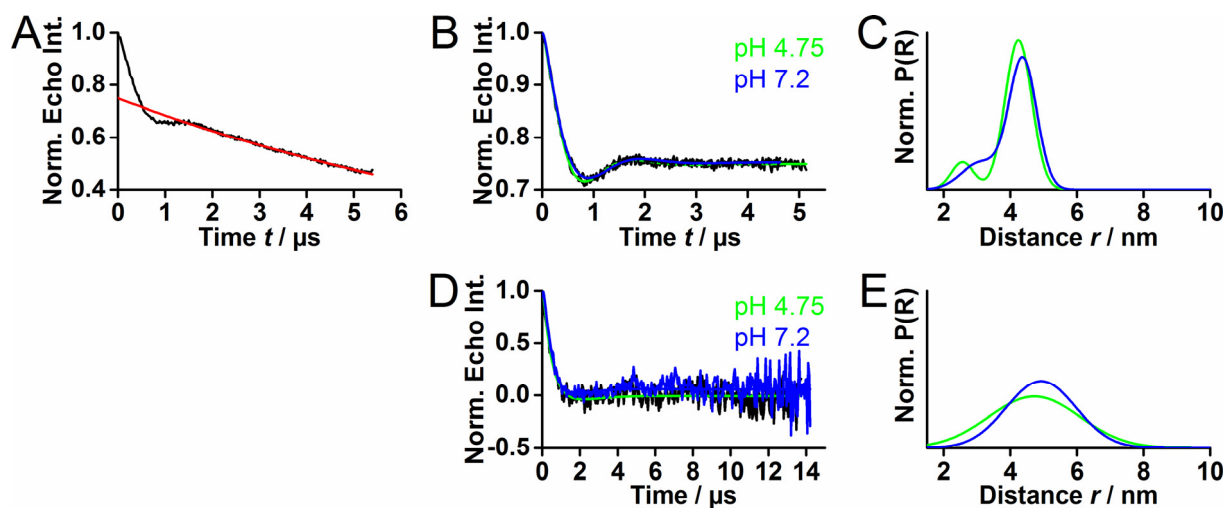 A
Norm. Echo Int.
1.0
0.8
0.6
0.4
0 1 2 3 4 5 6
Time t / µs
B
Norm. Echo Int.
1.0
0.9
0.8
0.7
pH 4.75
pH 7.2
0 1 2 3 4 5
Time t / µs
C
Norm. P(R)
2 4 6 8 10
Distance r / nm
D
Norm. Echo Int.
1.0
0.5
0.0
-0.5
pH 4.75
pH 7.2
0 2 4 6 8 10 12 14
Time / µs
E
Norm. P(R)
2 4 6 8 10
Distance r / nm